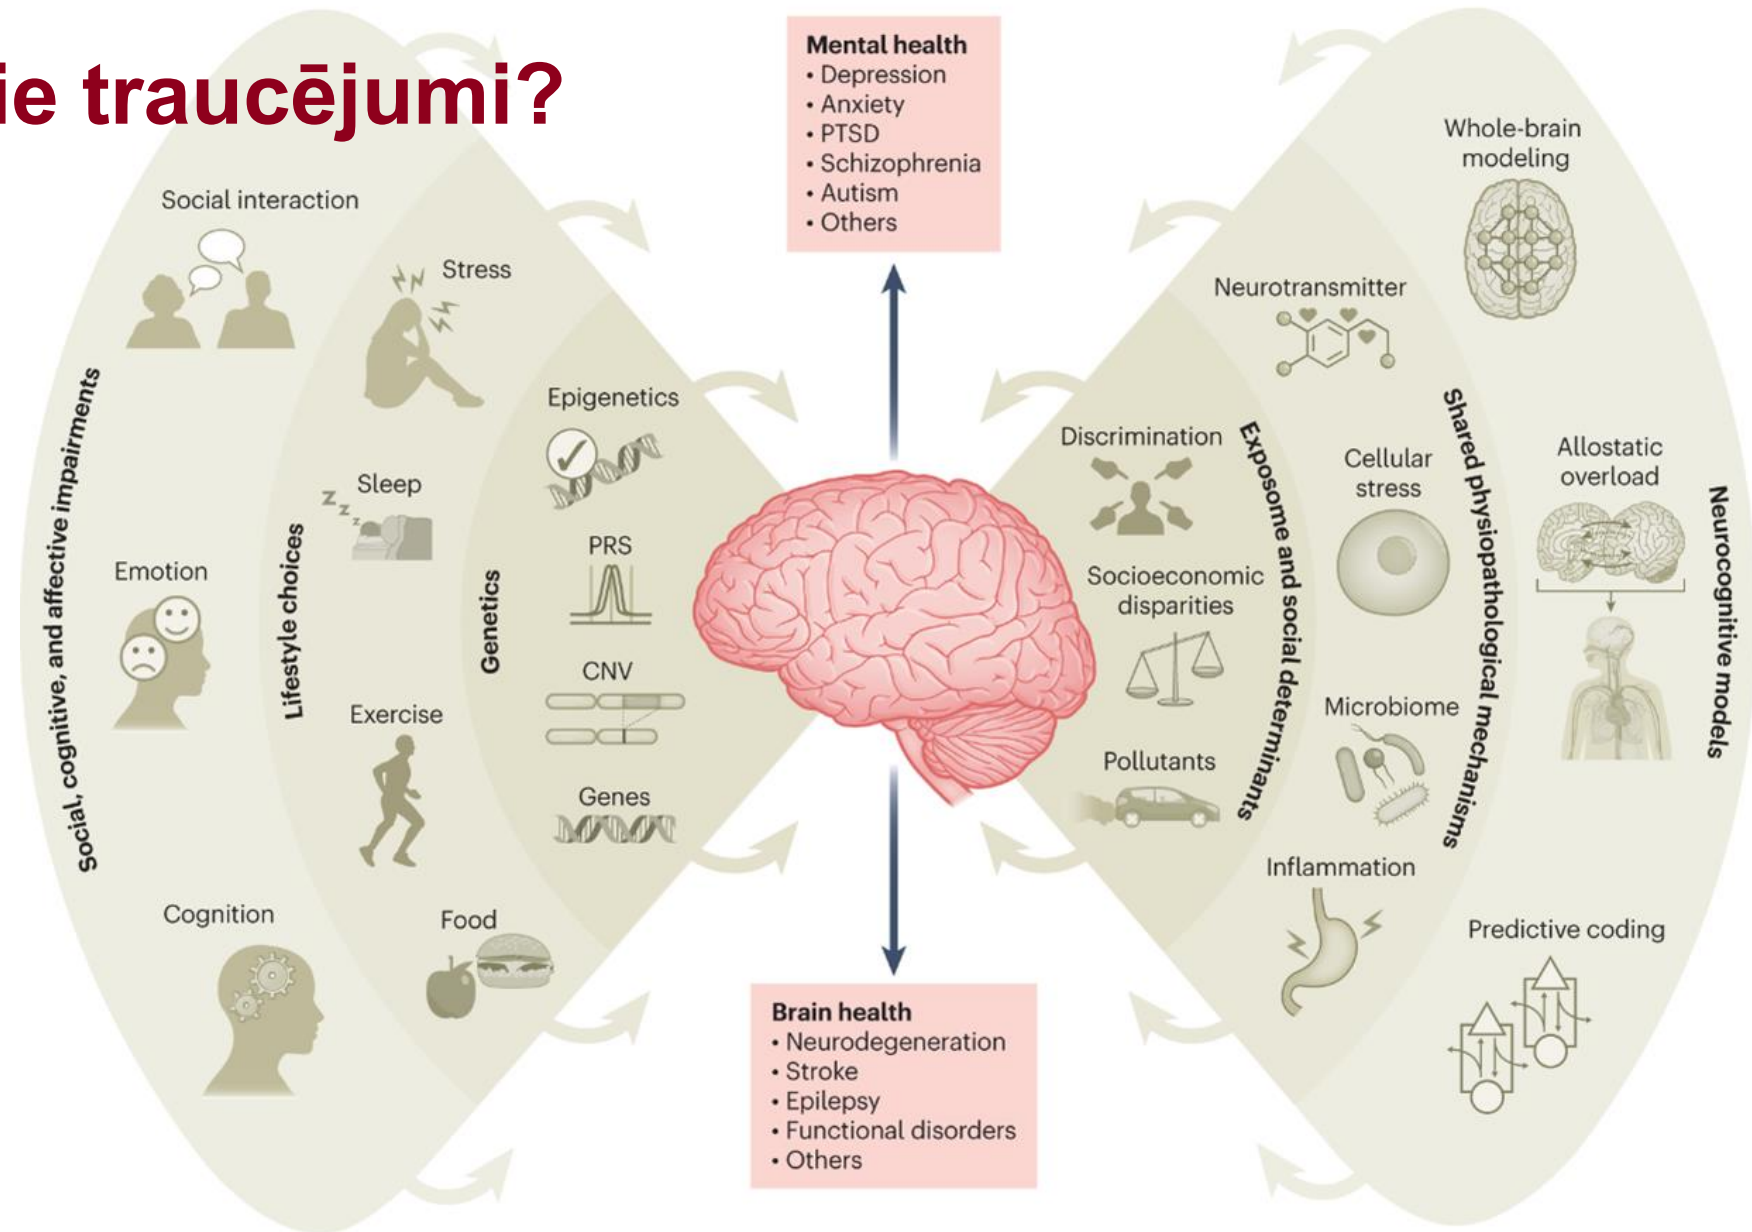 ie traucējumi?
Social interaction
Stress
Emotion
Sleep
Exercise
Cognition
Food
Social, cognitive, and affective impairments
Lifestyle choices
Genetics
Epigenetics
PRS
CNV
Genes
Mental health
• Depression
• Anxiety
• PTSD
• Schizophrenia
• Autism
• Others
Brain health
• Neurodegeneration
• Stroke
• Epilepsy
• Functional disorders
• Others
Discrimination
Socioeconomic
disparities
Pollutants
Exposome and social determinants
Neurotransmitter
Cellular
stress
Microbiome
Inflammation
Shared physiopathological mechanisms
Whole-brain
modeling
Allostatic
overload
Predictive coding
Neurocognitive models
z
z
z